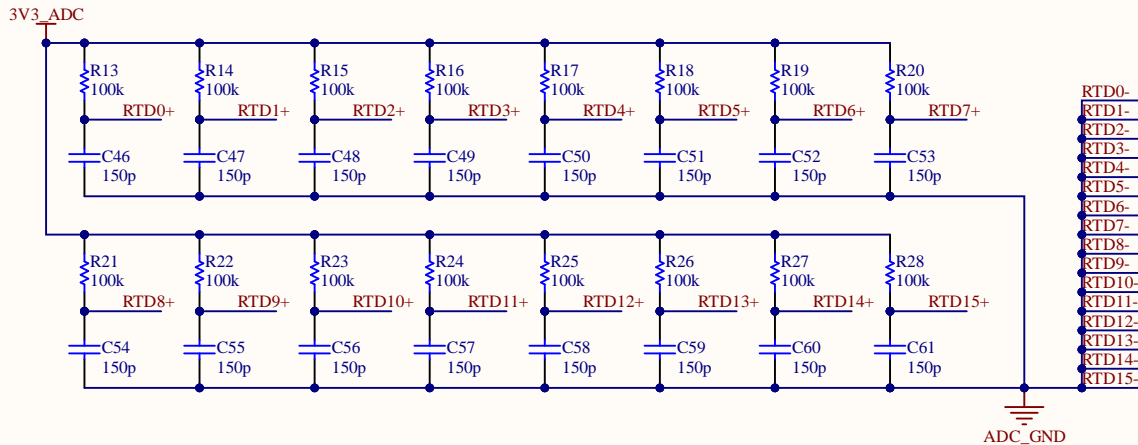 3V3_ADC
R13 R14 R15 R16 R17 R18 R19 R20
100k 100k 100k 100k 100k 100k 100k 100k
RTD0+ RTD1+ RTD2+ RTD3+ RTD4+ RTD5+ RTD6+ RTD7+
C46 C47 C48 C49 C50 C51 C52 C53
150p 150p 150p 150p 150p 150p 150p 150p
R21 R22 R23 R24 R25 R26 R27 R28
100k 100k 100k 100k 100k 100k 100k 100k
RTD8+ RTD9+ RTD10+ RTD11+ RTD12+ RTD13+ RTD14+ RTD15+
C54 C55 C56 C57 C58 C59 C60 C61
150p 150p 150p 150p 150p 150p 150p 150p
RTD0-
RTD1-
RTD2-
RTD3-
RTD4-
RTD5-
RTD6-
RTD7-
RTD8-
RTD9-
RTD10-
RTD11-
RTD12-
RTD13-
RTD14-
RTD15-
ADC_GND